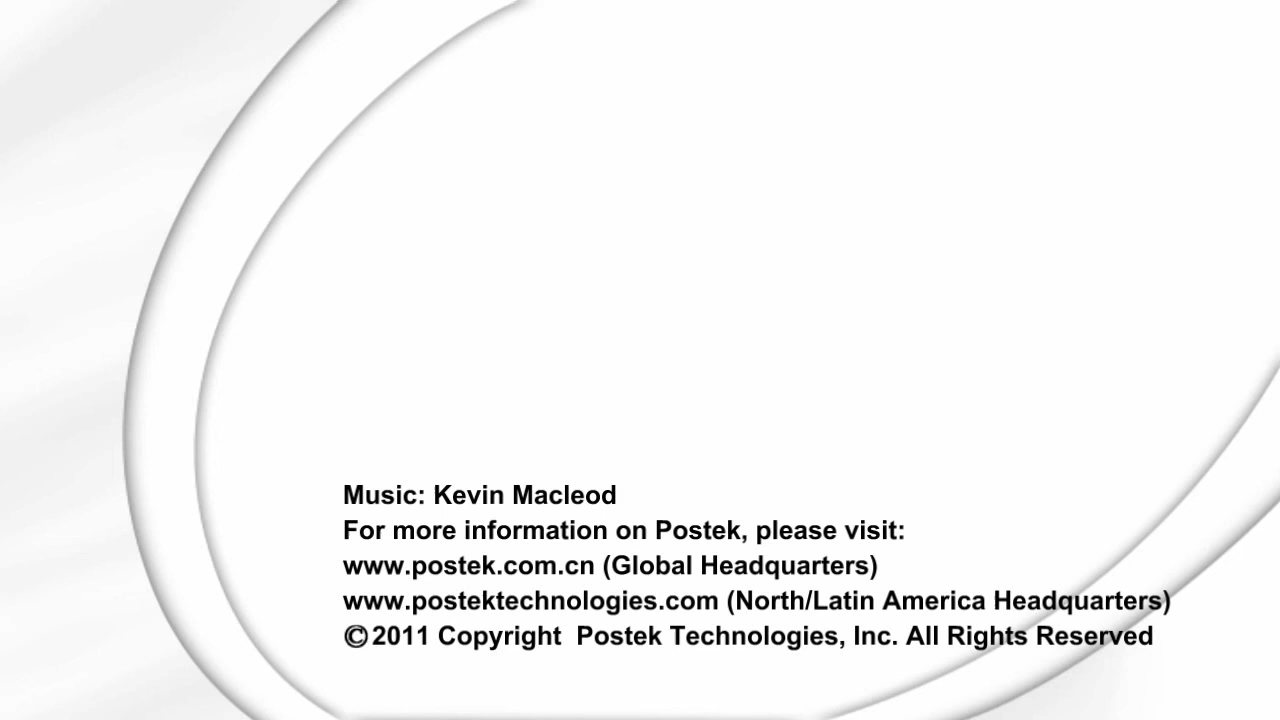 Music: Kevin Macleod
For more information on Postek, please visit:
www.postek.com.cn (Global Headquarters)
www.postektechnologies.com (North/Latin America Headquarters)
©2011 Copyright  Postek Technologies, Inc. All Rights Reserved